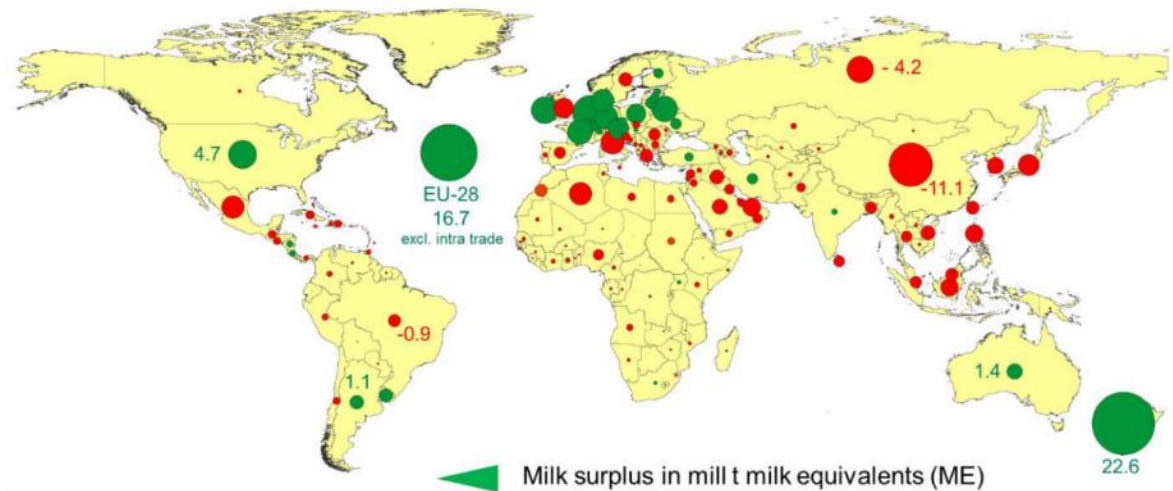 - 4.2
4.7
EU-28
16.7
excl. intra trade
-11.1
-0.9
1.1
1.4
22.6
Milk surplus in mill t milk equivalents (ME)